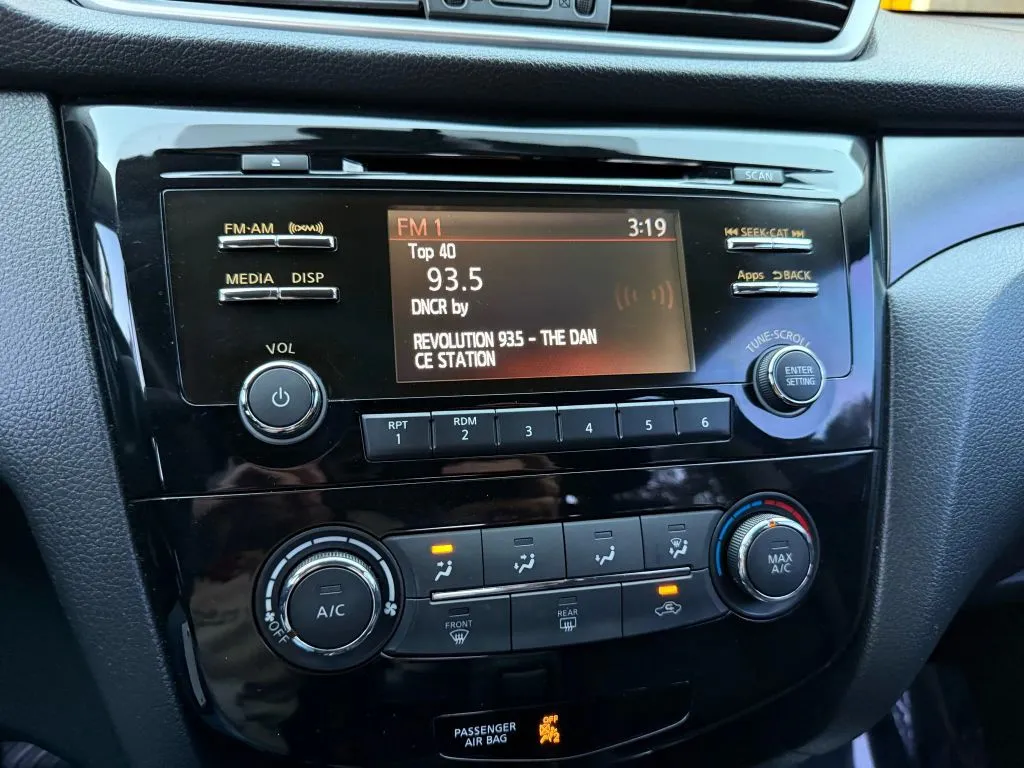 SCAN
FM·AM ((XM))
FM 1 3:19
SEEK·CAT
Top 40
93.5
MEDIA DISP
Apps BACK
DNCR by
REVOLUTION 93.5 - THE DAN
CE STATION
VOL
TUNE·SCROLL
ENTER
SETTING
RPT
1
RDM
2
3
4
5
6
A/C
OFF
MAX
A/C
FRONT
REAR
PASSENGER
AIR BAG
OFF
2